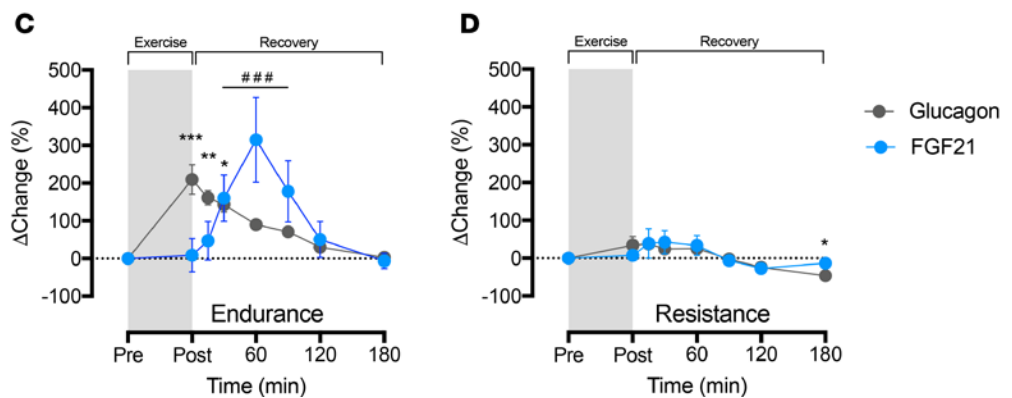 C
Exercise Recovery
500
400
300
200
100
0
-100
ΔChange (%)
###
***
**
*
Endurance
Pre Post 60 120 180
Time (min)
D
Exercise Recovery
500
400
300
200
100
0
-100
ΔChange (%)
*
Resistance
Pre Post 60 120 180
Time (min)
Glucagon
FGF21